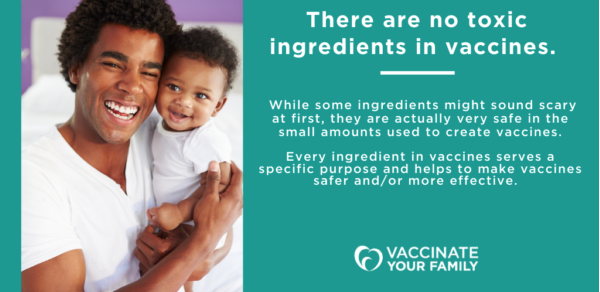 There are no toxic
ingredients in vaccines.
While some ingredients might sound scary
at first, they are actually very safe in the
small amounts used to create vaccines.
Every ingredient in vaccines serves a
specific purpose and helps to make vaccines
safer and/or more effective.
VACCINATE
YOUR FAMILY